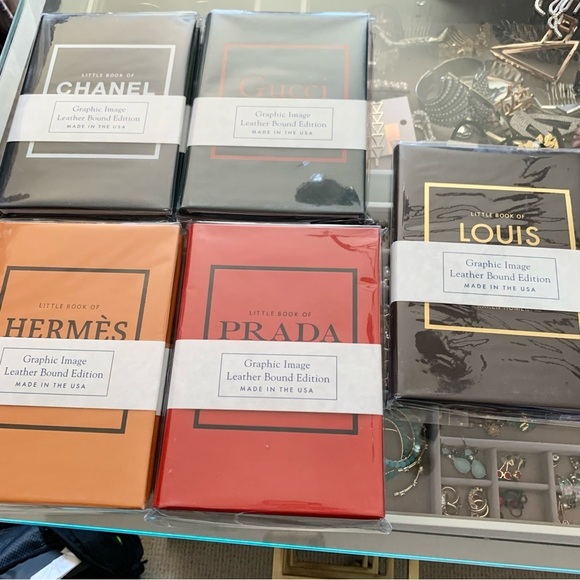 LITTLE BOOK OF
CHANEL
Graphic Image
Leather Bound Edition
MADE IN THE USA
Gucci
Graphic Image
Leather Bound Edition
MADE IN THE USA
LITTLE BOOK OF
LOUIS
Graphic Image
Leather Bound Edition
MADE IN THE USA
LITTLE BOOK OF
HERMÈS
Graphic Image
Leather Bound Edition
MADE IN THE USA
LITTLE BOOK OF
PRADA
Graphic Image
Leather Bound Edition
MADE IN THE USA